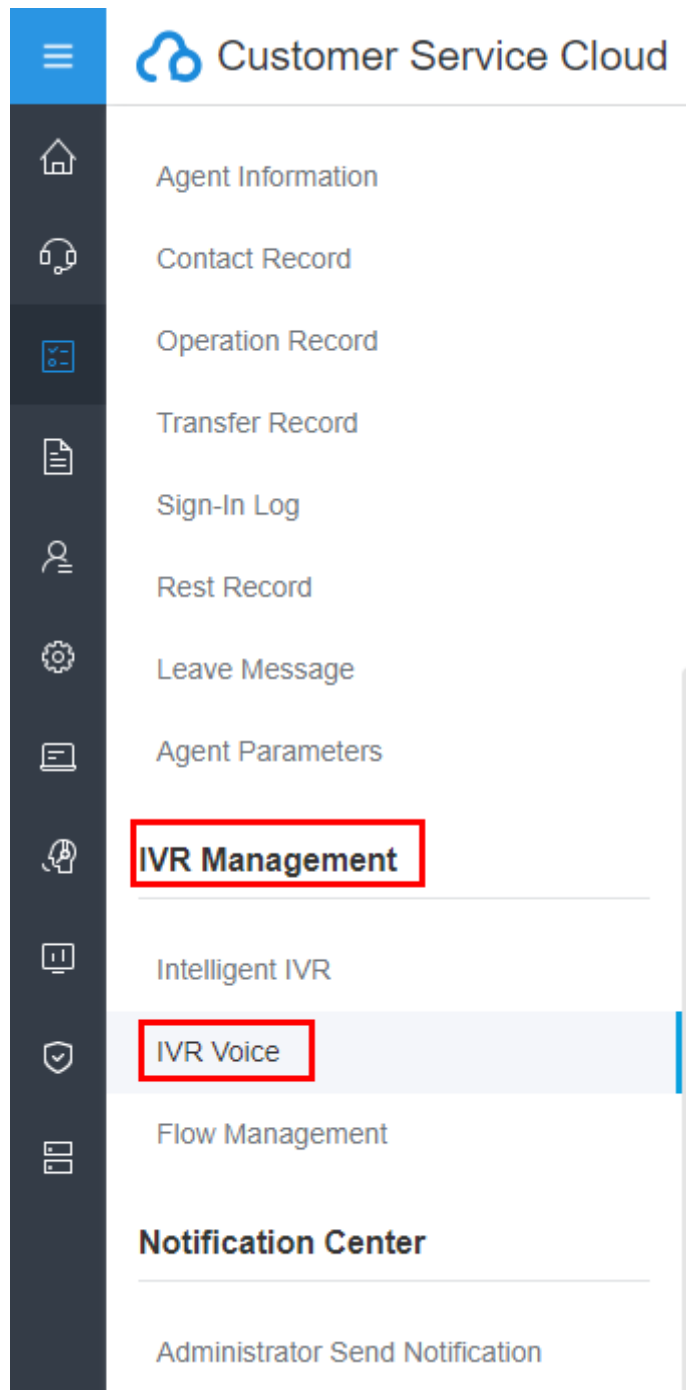 Customer Service Cloud
Agent Information
Contact Record
Operation Record
Transfer Record
Sign-In Log
Rest Record
Leave Message
Agent Parameters
IVR Management
Intelligent IVR
IVR Voice
Flow Management
Notification Center
Administrator Send Notification